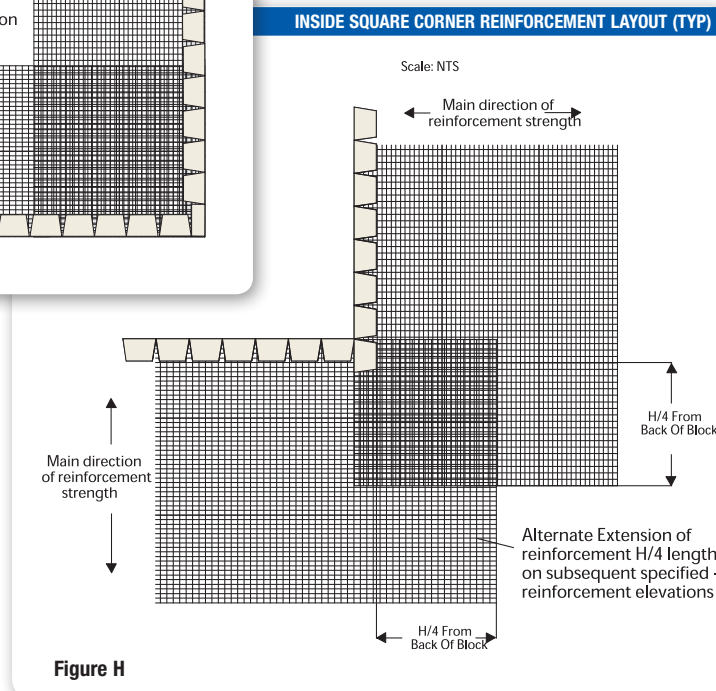 on
INSIDE SQUARE CORNER REINFORCEMENT LAYOUT (TYP)
Scale: NTS
Main direction of
reinforcement strength
H/4 From
Back Of Block
Main direction
of reinforcement
strength
Alternate Extension of
reinforcement H/4 length
on subsequent specified -
reinforcement elevations
H/4 From
Back Of Block
Figure H